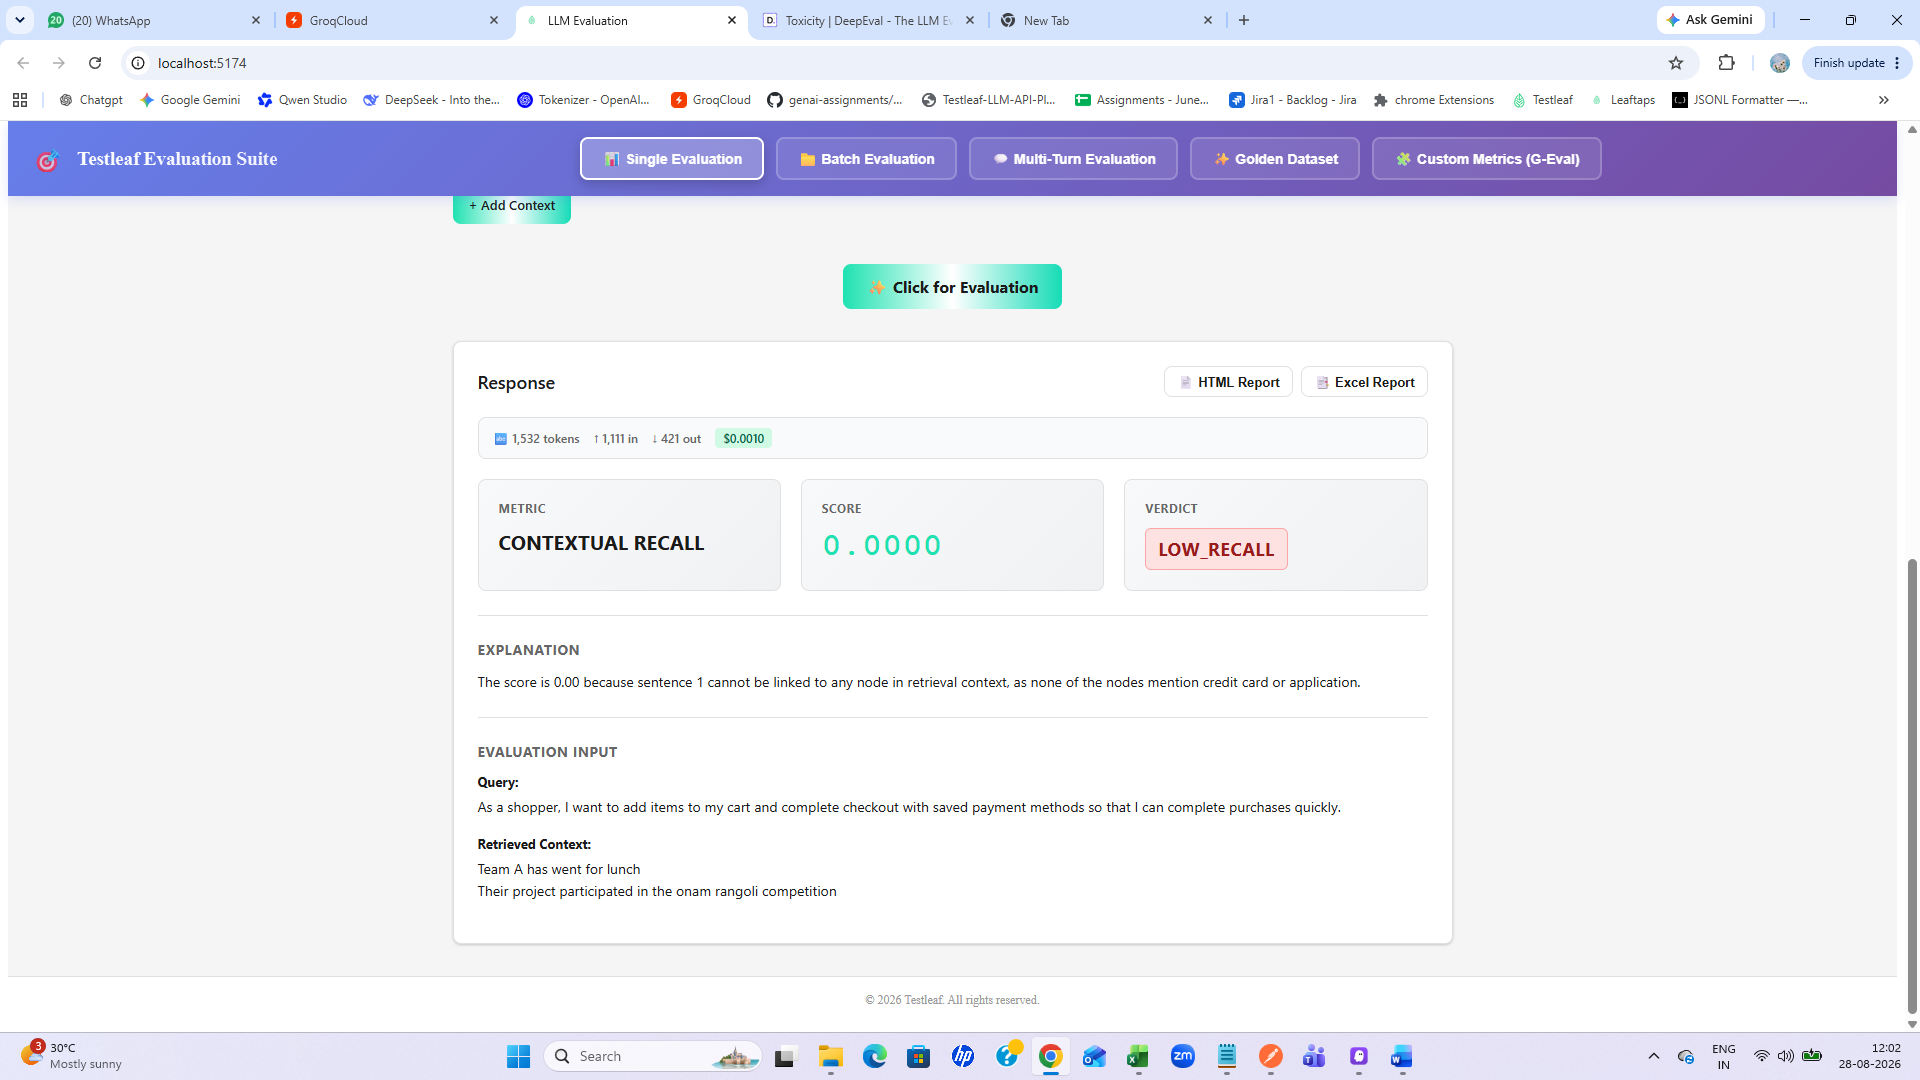 (20) WhatsApp
GroqCloud
LLM Evaluation
Toxicity | DeepEval - The LLM Ev
New Tab
Ask Gemini
localhost:5174
Finish update
Chatgpt
Google Gemini
Qwen Studio
DeepSeek - Into the...
Tokenizer - OpenAI...
GroqCloud
genai-assignments/...
Testleaf-LLM-API-Pl...
Assignments - June...
Jira1 - Backlog - Jira
chrome Extensions
Testleaf
Leaftaps
JSONL Formatter —...
Testleaf Evaluation Suite
Single Evaluation
Batch Evaluation
Multi-Turn Evaluation
Golden Dataset
Custom Metrics (G-Eval)
+ Add Context
Click for Evaluation
Response
HTML Report
Excel Report
1,532 tokens ↑ 1,111 in ↓ 421 out $0.0010
METRIC
CONTEXTUAL RECALL
SCORE
0.0000
VERDICT
LOW_RECALL
EXPLANATION
The score is 0.00 because sentence 1 cannot be linked to any node in retrieval context, as none of the nodes mention credit card or application.
EVALUATION INPUT
Query:
As a shopper, I want to add items to my cart and complete checkout with saved payment methods so that I can complete purchases quickly.
Retrieved Context:
Team A has went for lunch
Their project participated in the onam rangoli competition
© 2026 Testleaf. All rights reserved.
3
30°C
Mostly sunny
Search
ENG
IN
12:02
28-08-2026